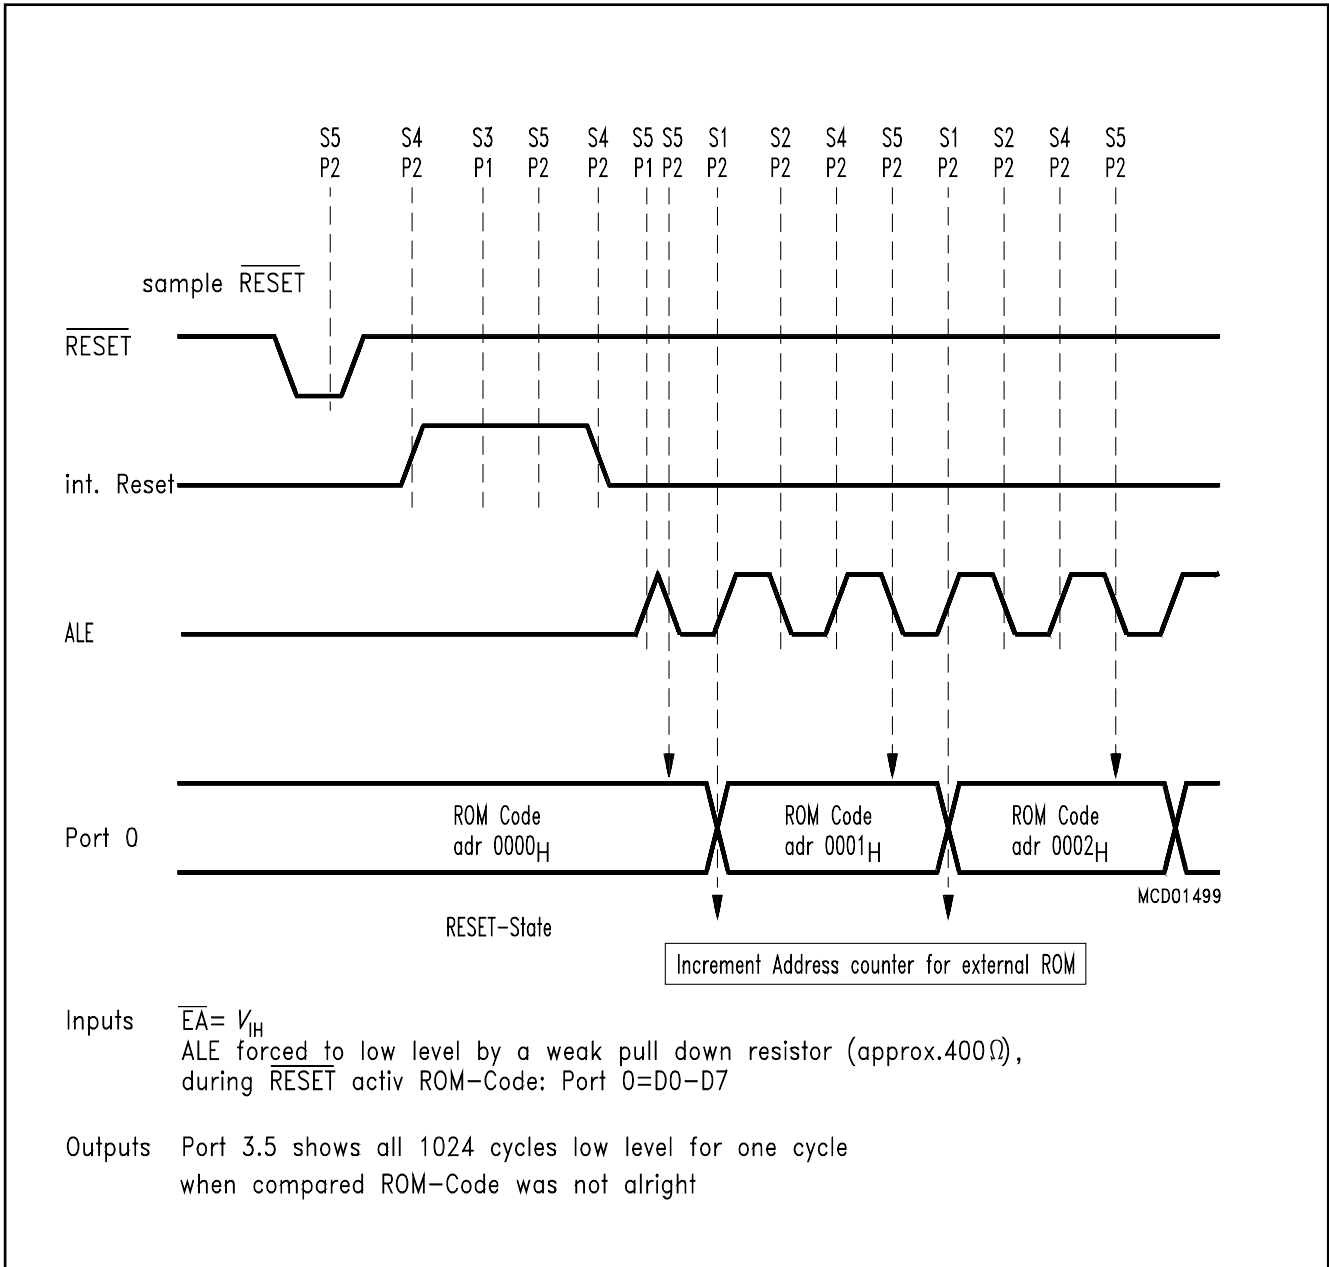 S5 S4 S3 S5 S4 S5 S5 S1 S2 S4 S5 S1 S2 S4 S5
P2 P2 P1 P2 P2 P1 P2 P2 P2 P2 P2 P2 P2 P2 P2
sample RESET
RESET
int. Reset
ALE
Port 0
ROM Code
adr 0000H
ROM Code
adr 0001H
ROM Code
adr 0002H
MCD01499
RESET-State
Increment Address counter for external ROM
Inputs EA= VIH
ALE forced to low level by a weak pull down resistor (approx.400Ω),
during RESET activ ROM-Code: Port 0=D0-D7
Outputs Port 3.5 shows all 1024 cycles low level for one cycle
when compared ROM-Code was not alright